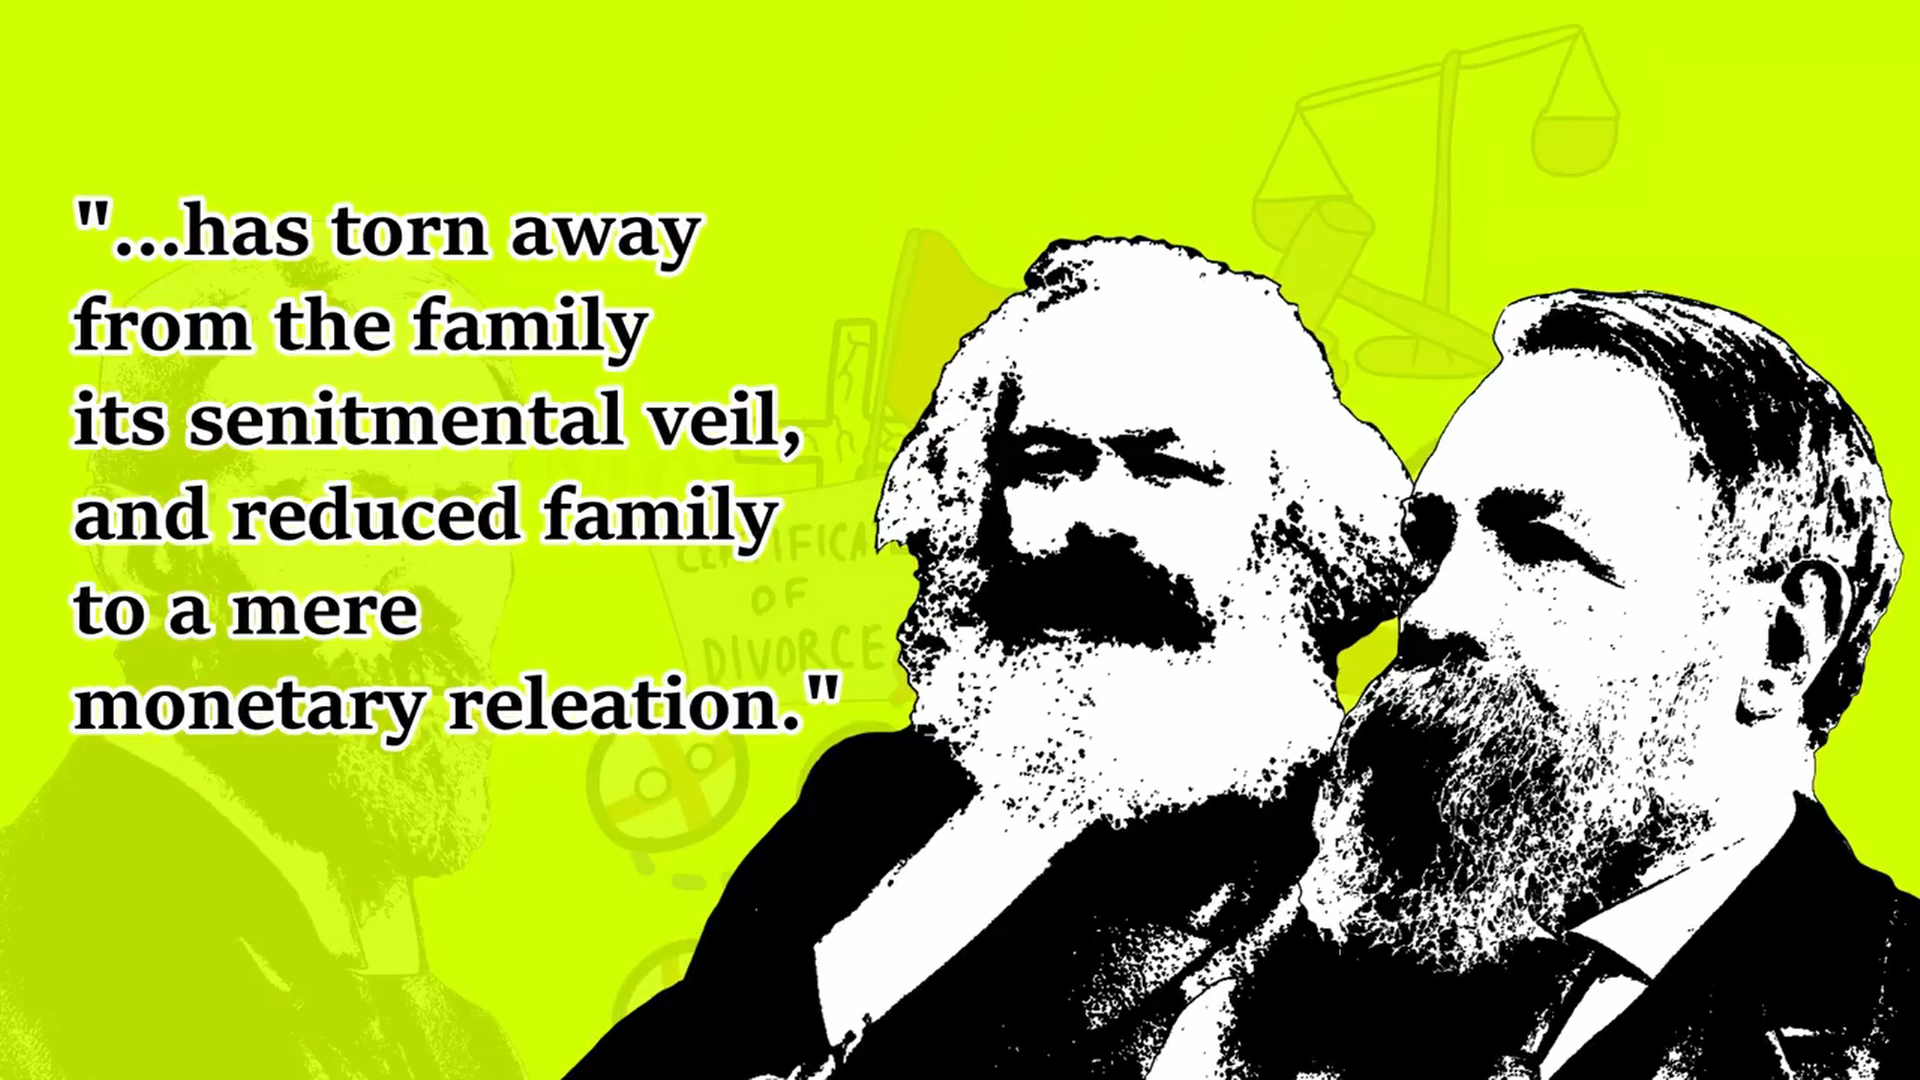 "...has torn away
from the family
its senitmental veil,
and reduced family
to a mere
monetary releation."
OF
DIVORCE